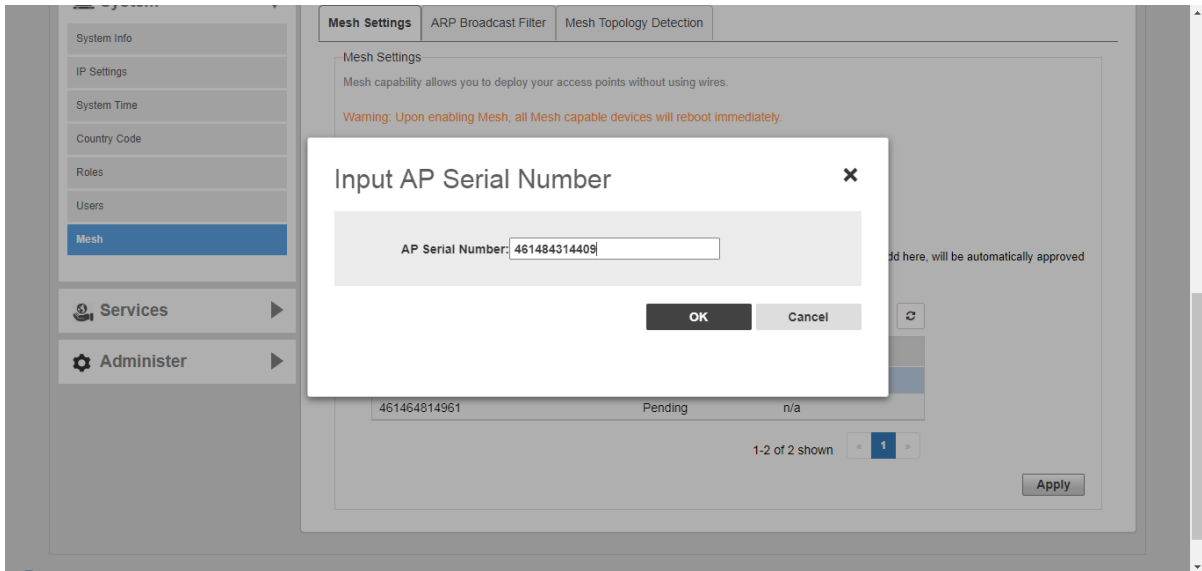 System
Mesh Settings
ARP Broadcast Filter
Mesh Topology Detection
System Info
IP Settings
System Time
Country Code
Roles
Users
Mesh
Services
Administer
Mesh Settings
Mesh capability allows you to deploy your access points without using wires.
Warning: Upon enabling Mesh, all Mesh capable devices will reboot immediately.
Input AP Serial Number
AP Serial Number: 461484314409
OK
Cancel
dd here, will be automatically approved
461464814961 Pending n/a
1-2 of 2 shown « 1 »
Apply